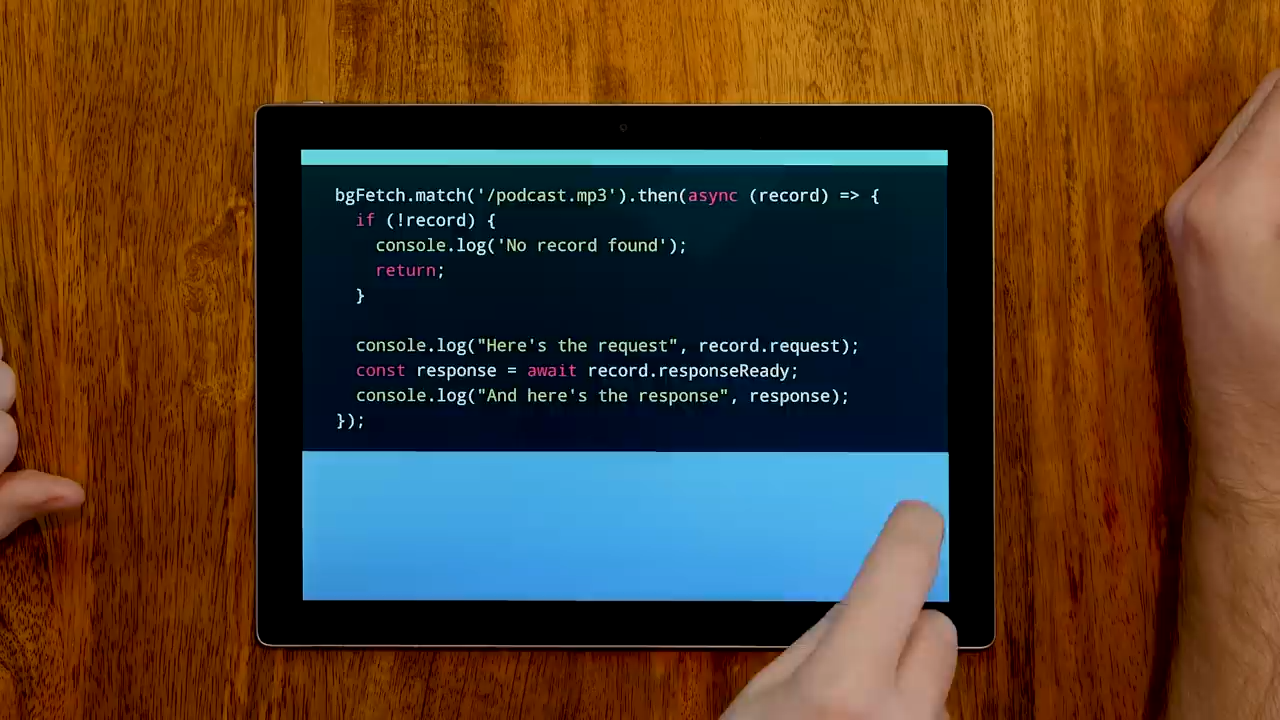 bgFetch.match('/podcast.mp3').then(async (record) => {
  if (!record) {
    console.log('No record found');
    return;
  }
  console.log("Here's the request", record.request);
  const response = await record.responseReady;
  console.log("And here's the response", response);
});